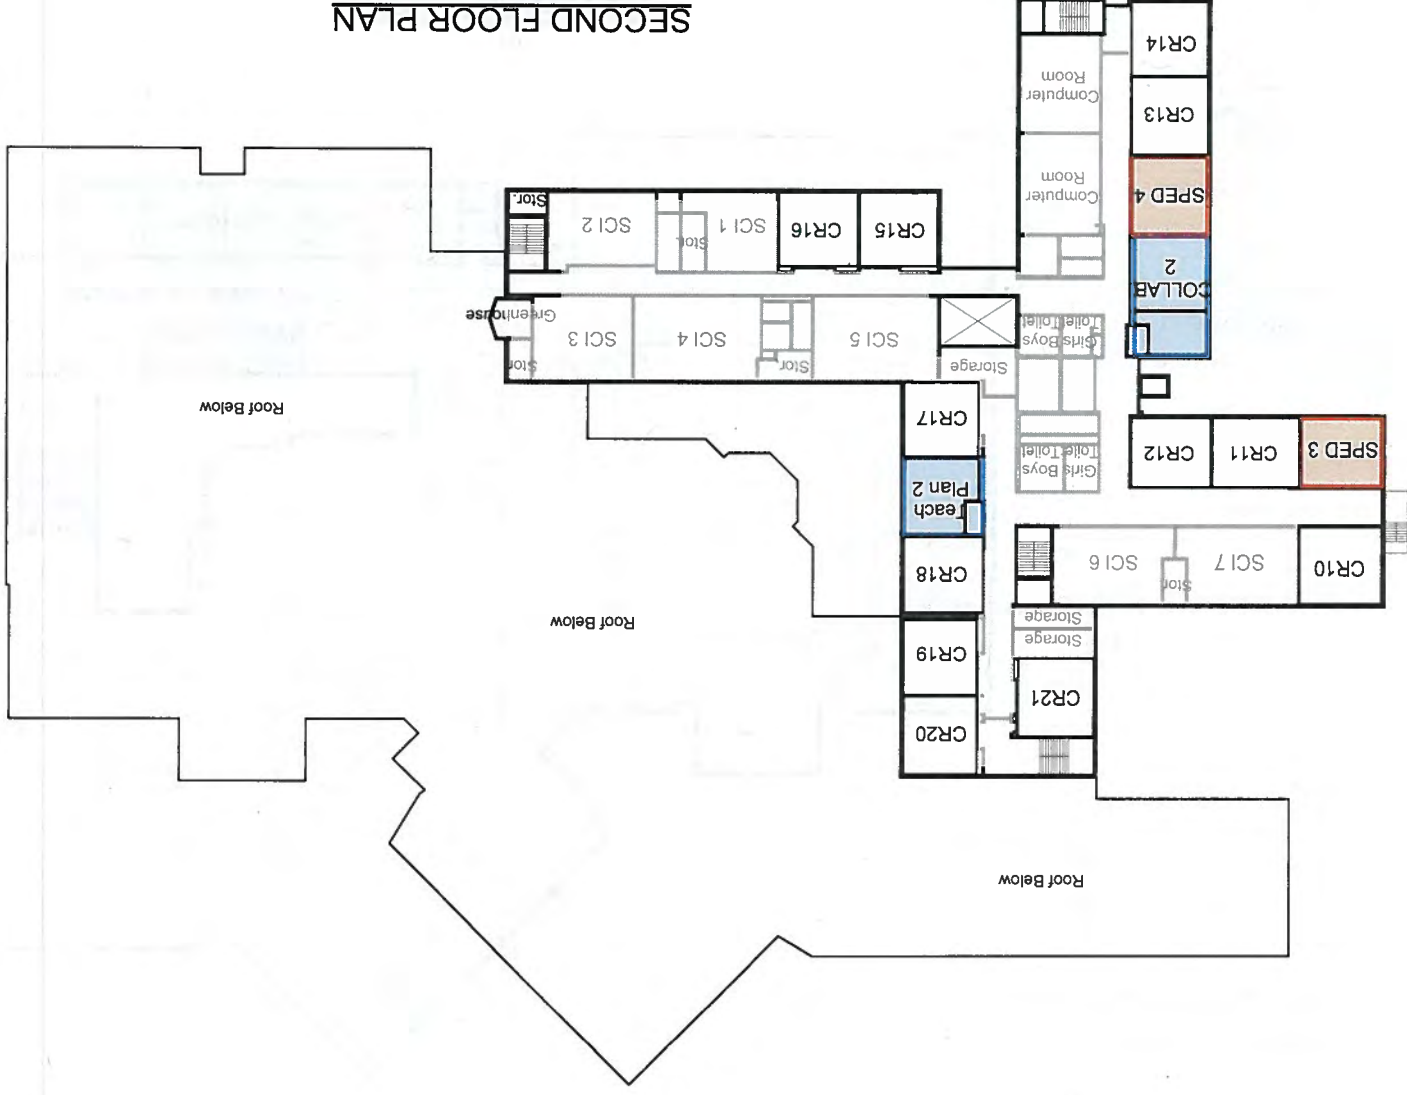 Roof Below
CR21
CR20
Storage
Storage
CR19
Roof Below
CR10
SCI 7
Stor
SCI 6
CR18
Teach
Plan 2
SPED 3
CR11
CR12
Girls Boys
Toilet Toilet
CR17
Roof Below
Storage
SCI 5
Stor
SCI 4
SCI 3
Stor
Girls Boys
Toilet Toilet
Greenhouse
COLLAB
2
CR15
CR16
SCI 1
Stor.
SCI 2
Stor.
SPED 4
Computer
Room
CR13
Computer
Room
CR14
SECOND FLOOR PLAN